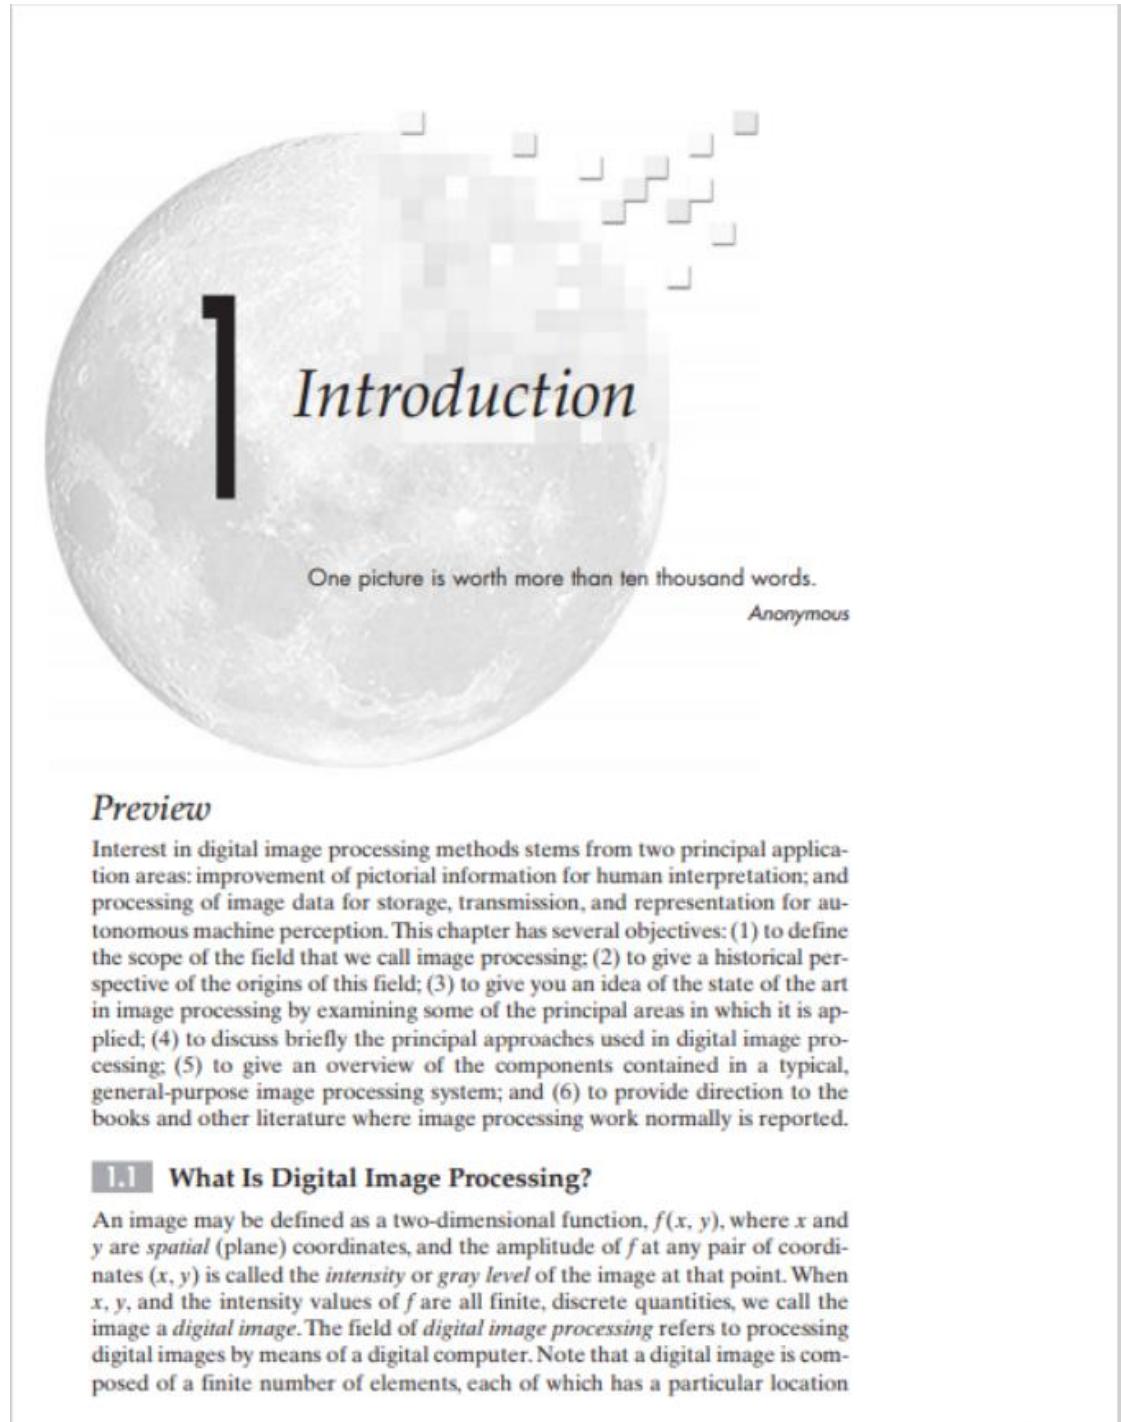 1
Introduction
One picture is worth more than ten thousand words.
Anonymous
Preview
Interest in digital image processing methods stems from two principal applica-
tion areas: improvement of pictorial information for human interpretation; and
processing of image data for storage, transmission, and representation for au-
tonomous machine perception. This chapter has several objectives: (1) to define
the scope of the field that we call image processing; (2) to give a historical per-
spective of the origins of this field; (3) to give you an idea of the state of the art
in image processing by examining some of the principal areas in which it is ap-
plied; (4) to discuss briefly the principal approaches used in digital image pro-
cessing; (5) to give an overview of the components contained in a typical,
general-purpose image processing system; and (6) to provide direction to the
books and other literature where image processing work normally is reported.
1.1 What Is Digital Image Processing?
An image may be defined as a two-dimensional function, f(x, y), where x and
y are spatial (plane) coordinates, and the amplitude of f at any pair of coordi-
nates (x, y) is called the intensity or gray level of the image at that point. When
x, y, and the intensity values of f are all finite, discrete quantities, we call the
image a digital image. The field of digital image processing refers to processing
digital images by means of a digital computer. Note that a digital image is com-
posed of a finite number of elements, each of which has a particular location